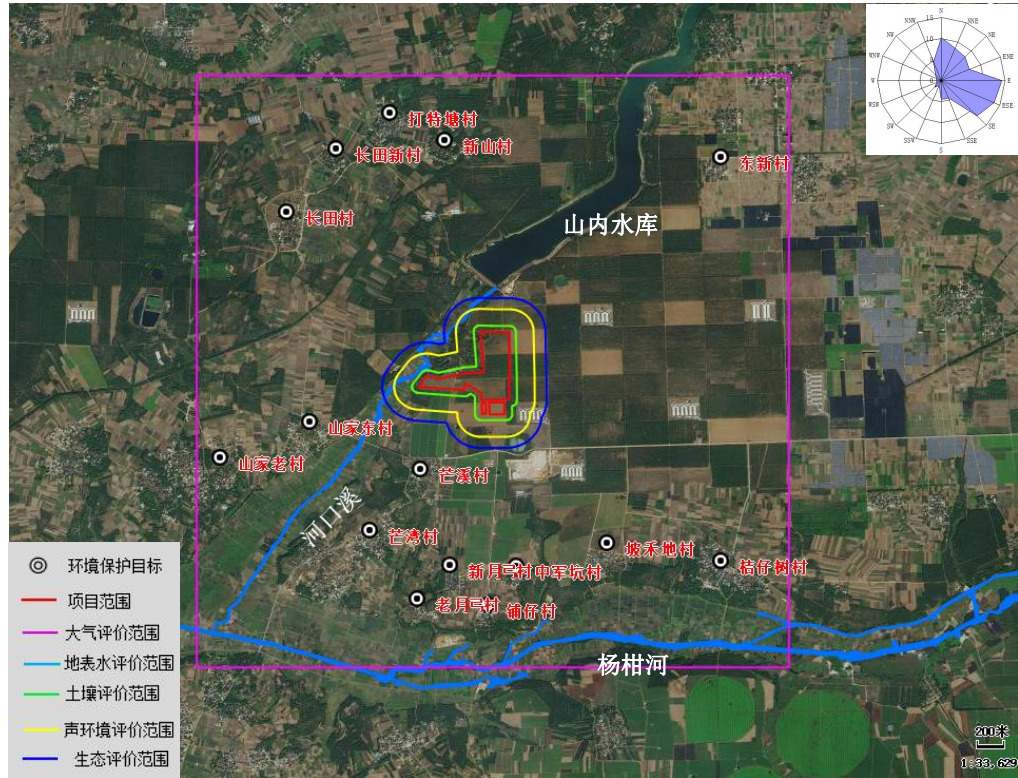 N
NNE
NE
ENE
E
ESE
SE
SSE
S
SSW
SW
WSW
W
WNW
NW
NNW
15
10
5
0
打特塘村
新山村
长田新村
东新村
长田村
山内水库
山家东村
山家老村
芒溪村
河口溪
芒湾村
坡禾地村
新月弓村
中军坑村
桔仔树村
老月弓村
铺仔村
杨柑河
环境保护目标
项目范围
大气评价范围
地表水评价范围
土壤评价范围
声环境评价范围
生态评价范围
200米
1:33,629